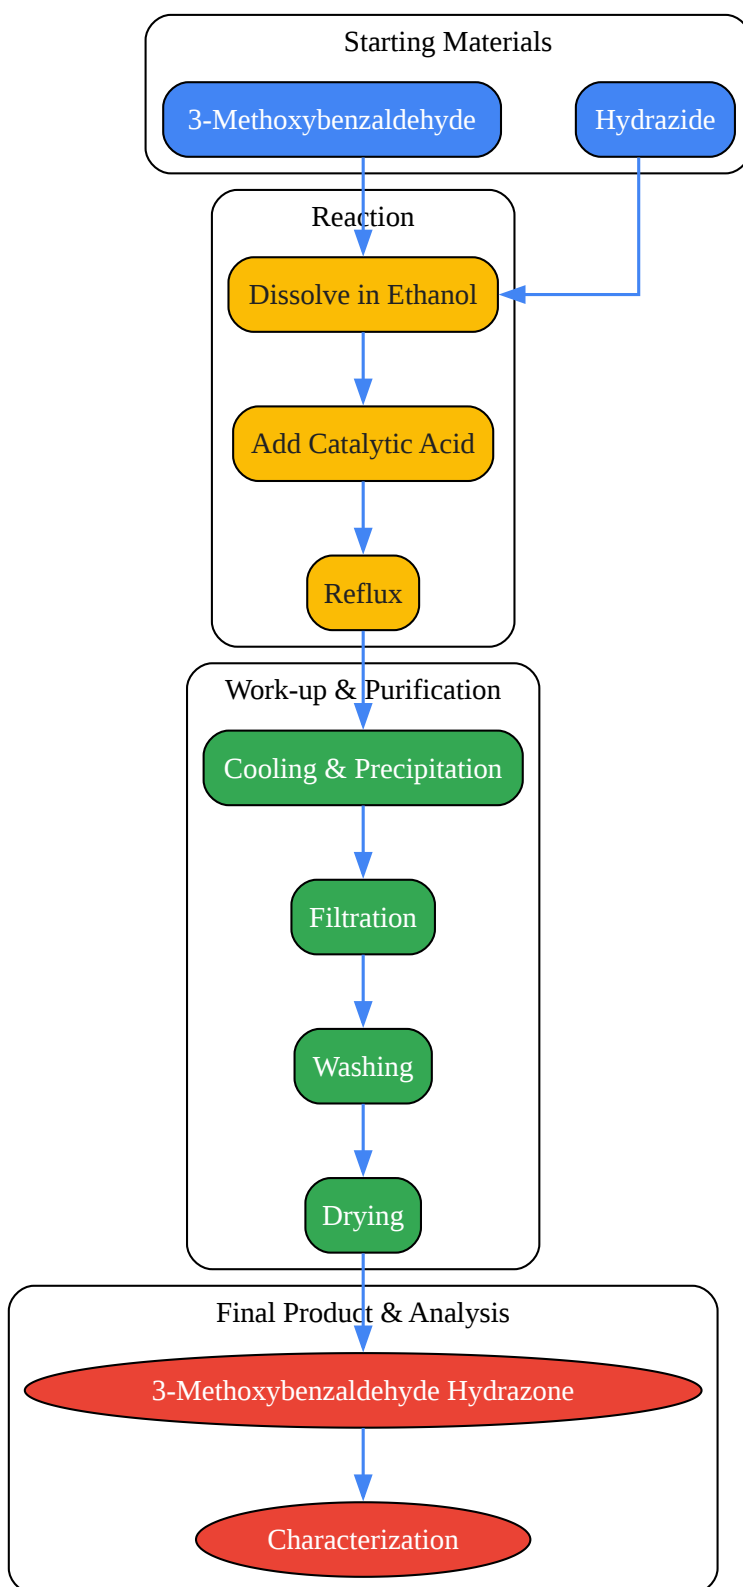 Starting Materials
3-Methoxybenzaldehyde
Hydrazide
Reaction
Dissolve in Ethanol
Add Catalytic Acid
Reflux
Work-up & Purification
Cooling & Precipitation
Filtration
Washing
Drying
Final Product & Analysis
3-Methoxybenzaldehyde Hydrazone
Characterization